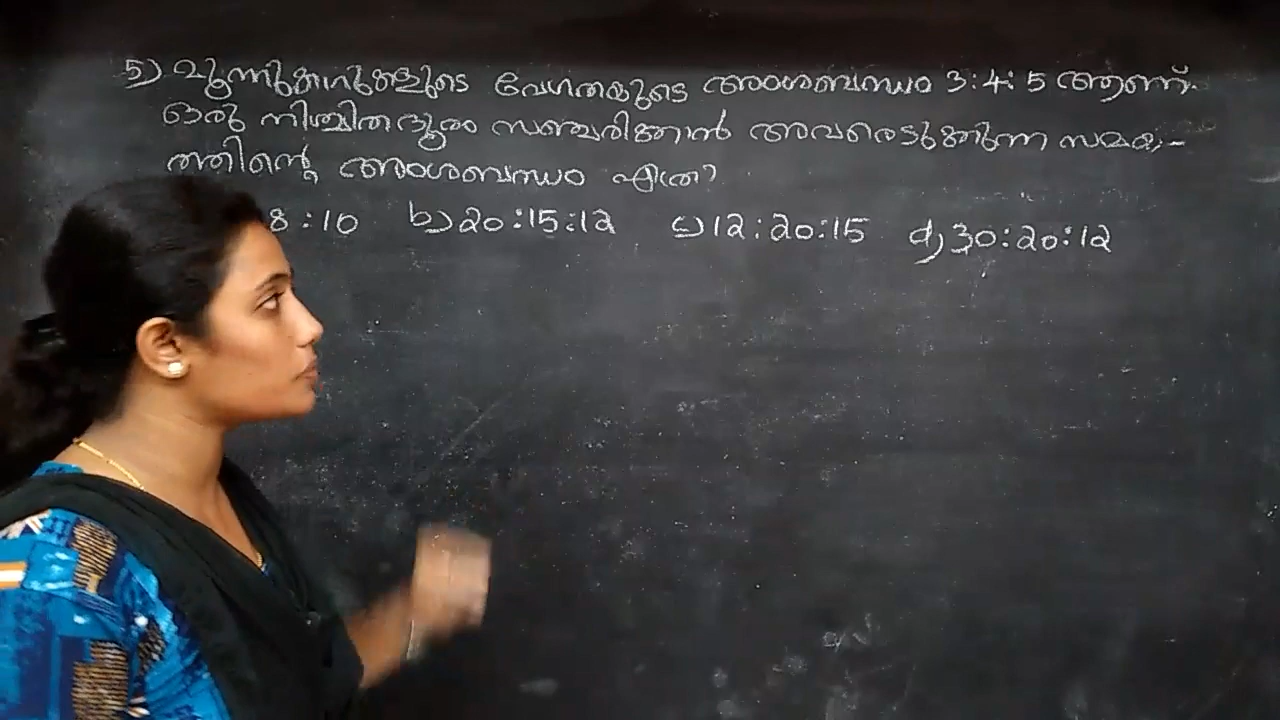 5) മൂന്നുകാറുകളുടെ വേഗതയുടെ അംശബന്ധം 3:4:5 ആണ്.
ഒരു നിശ്ചിതദൂരം സഞ്ചരിക്കാൻ അവരെടുക്കുന്ന സമയ-
ത്തിന്റെ അംശബന്ധം എത്ര?
8:10 b) 20:15:12 c) 12:20:15 d) 30:20:12